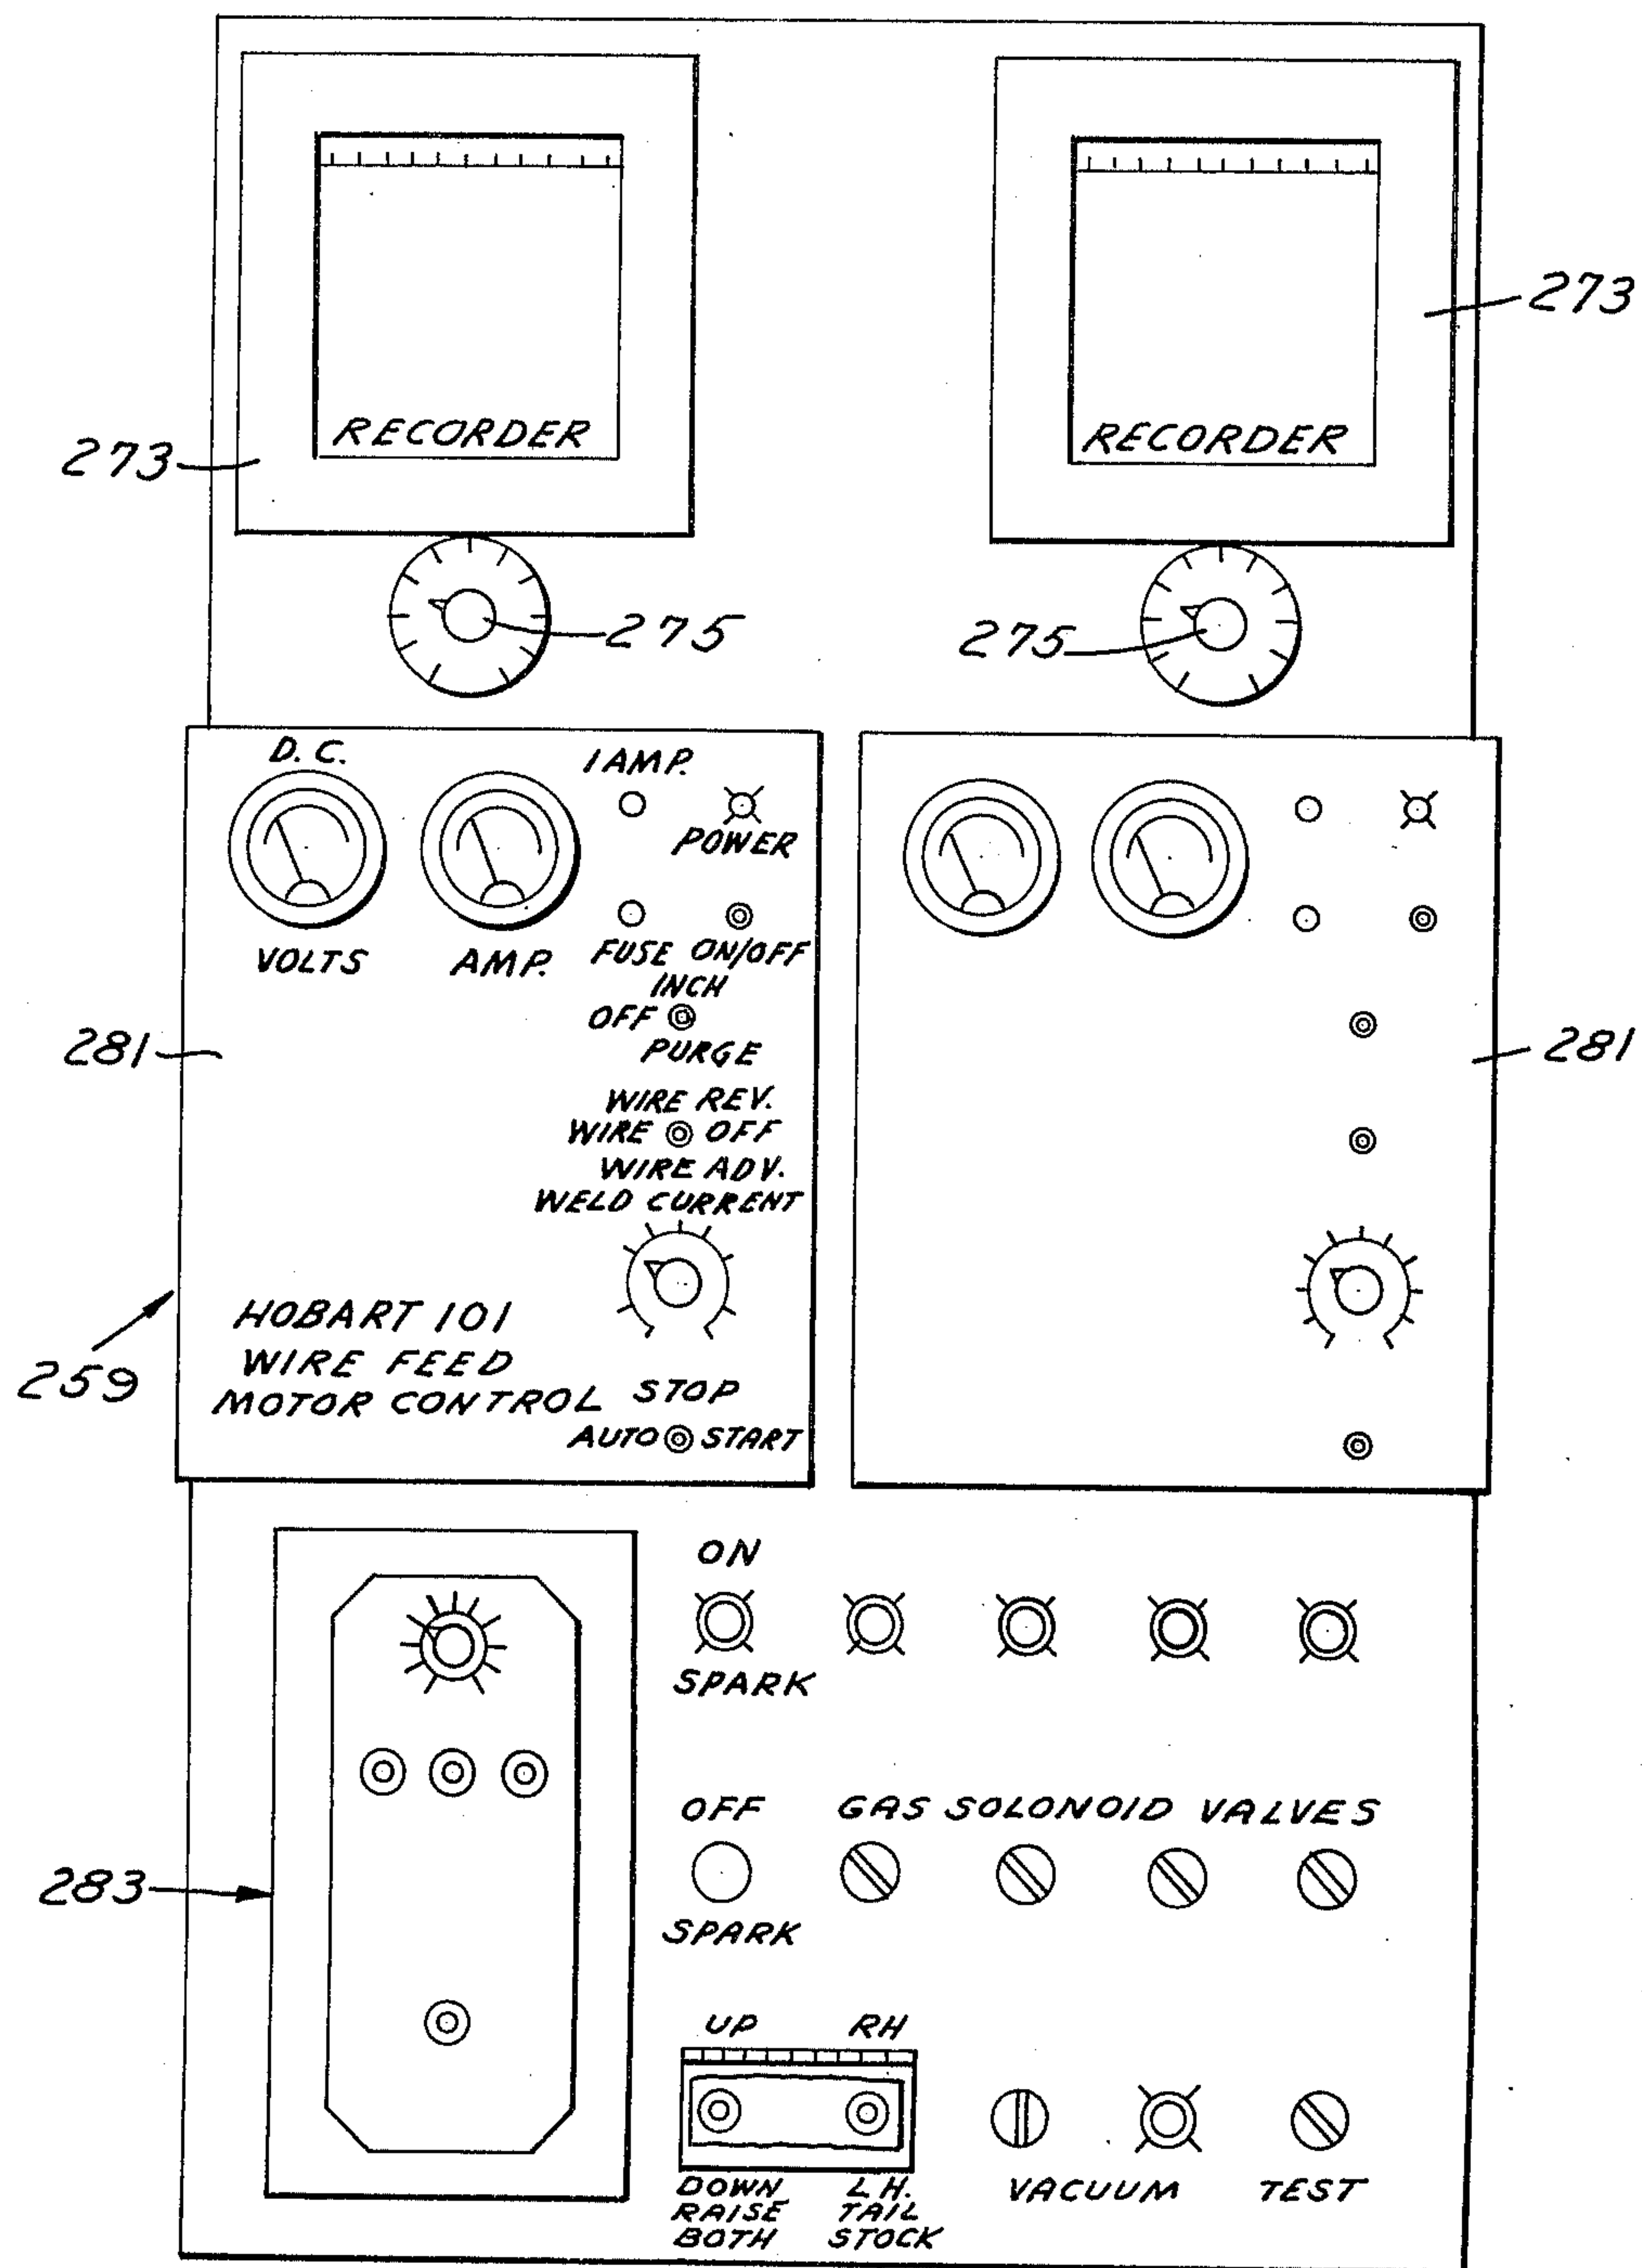 273
RECORDER
273
RECORDER
275
275
D.C.
1 AMP.
POWER
VOLTS
AMP.
FUSE ON/OFF
INCH
OFF
PURGE
281
281
WIRE REV.
WIRE OFF
WIRE ADV.
WELD CURRENT
259
HOBART 101
WIRE FEED
MOTOR CONTROL
STOP
AUTO START
ON
SPARK
OFF
GAS SOLONOID VALVES
SPARK
283
UP
RH
DOWN
RAISE
BOTH
L.H.
TAIL
STOCK
VACUUM
TEST